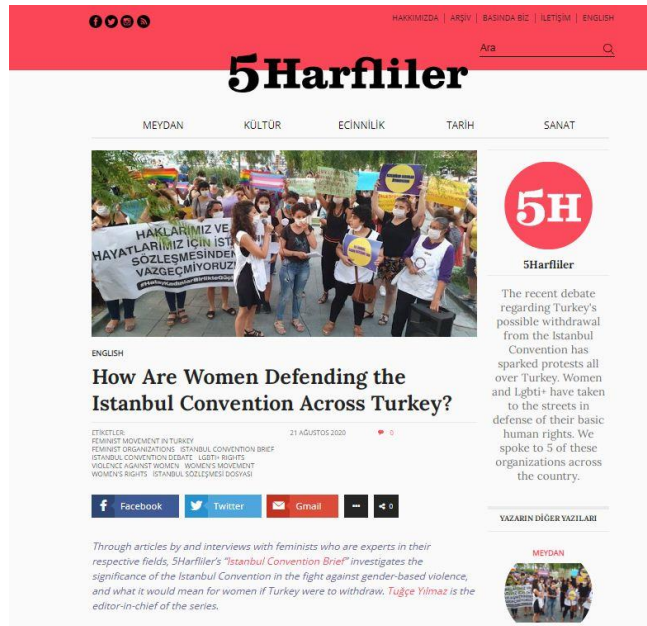 HAKKIMIZDA | ARŞİV | BASINDA BİZ | İLETİŞİM | ENGLISH
Ara
5Harfliler
MEYDAN KÜLTÜR ECİNNİLİK TARİH SANAT
HAKLARIMIZ VE
HAYATLARIMIZ İÇİN İST
SÖZLEŞMESİNDEN
VAZGEÇMİYORUZ
#HatayKadınlarBirlikteGüçlü
5H
5Harfliler
The recent debate
regarding Turkey's
possible withdrawal
from the Istanbul
Convention has
sparked protests all
over Turkey. Women
and Lgbti+ have taken
to the streets in
defense of their basic
human rights. We
spoke to 5 of these
organizations across
the country.
ENGLISH
How Are Women Defending the
Istanbul Convention Across Turkey?
ETİKETLER:
FEMINIST MOVEMENT IN TURKEY
FEMINIST ORGANIZATIONS ISTANBUL CONVENTION BRIEF
ISTANBUL CONVENTION DEBATE LGBTI+ RIGHTS
VIOLENCE AGAINST WOMEN WOMEN'S MOVEMENT
WOMEN'S RIGHTS ISTANBUL SÖZLEŞMESİ DOSYASI
21 AĞUSTOS 2020 0
Facebook Twitter Gmail 0
YAZARIN DİĞER YAZILARI
MEYDAN
Through articles by and interviews with feminists who are experts in their
respective fields, 5Harfliler's "Istanbul Convention Brief" investigates the
significance of the Istanbul Convention in the fight against gender-based violence,
and what it would mean for women if Turkey were to withdraw. Tuğçe Yılmaz is the
editor-in-chief of the series.